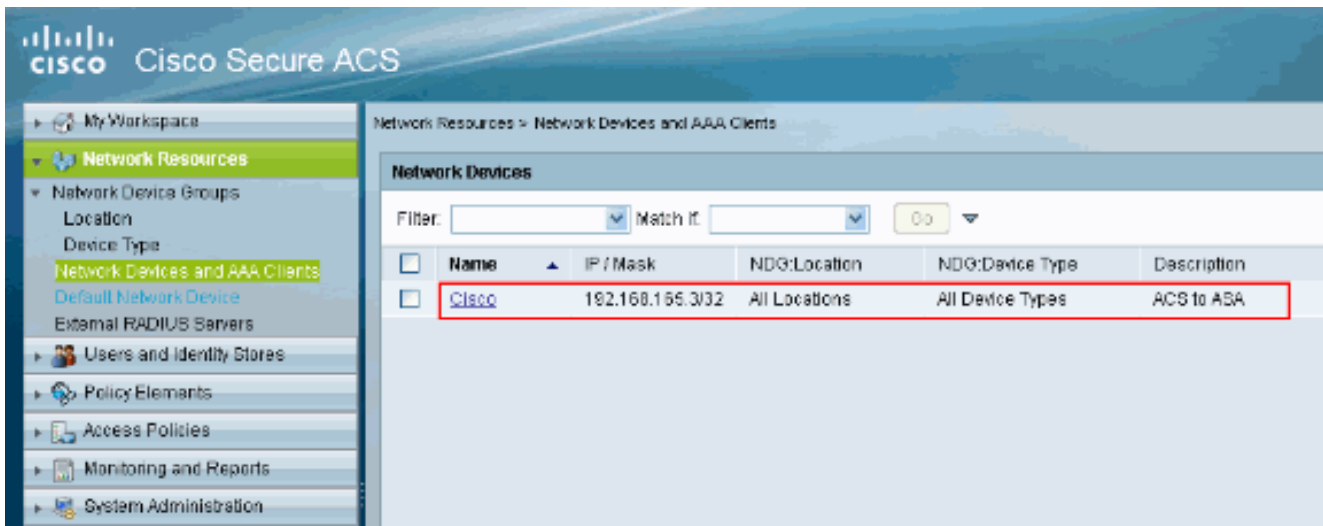 CISCO Cisco Secure ACS
My Workspace
Network Resources
Network Device Groups
Location
Device Type
Network Devices and AAA Clients
Default Network Device
External RADIUS Servers
Users and Identity Stores
Policy Elements
Access Policies
Monitoring and Reports
System Administration
Network Resources > Network Devices and AAA Clients
Network Devices
Filter: Match if: Go
Name IP / Mask NDG:Location NDG:Device Type Description
Cisco 192.168.165.3/32 All Locations All Device Types ACS to ASA